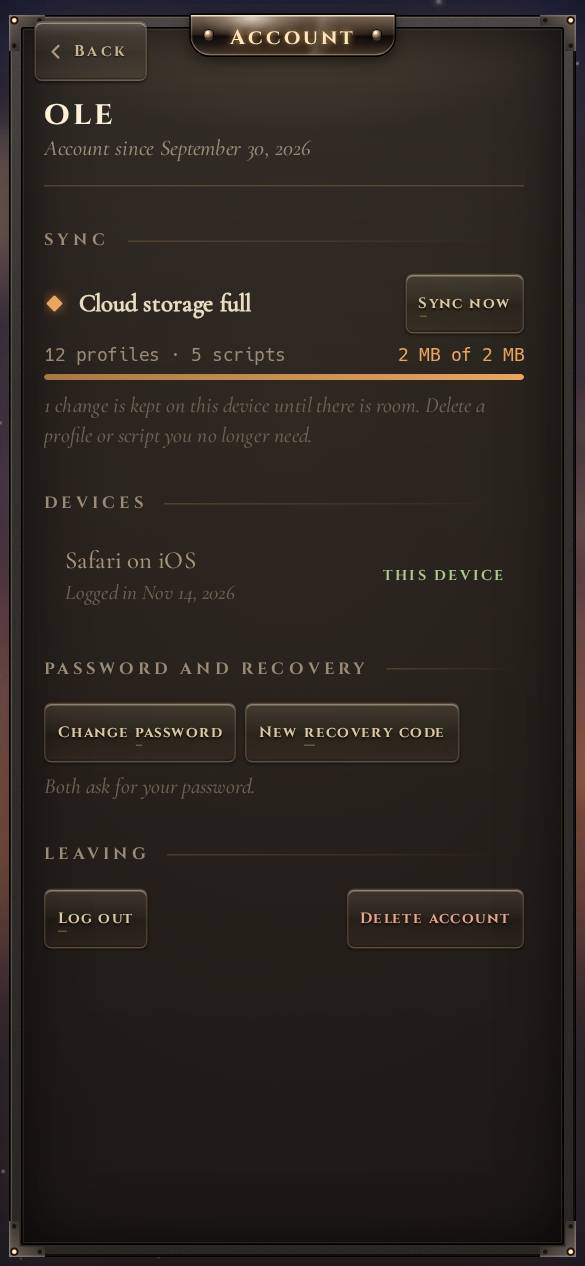 Back
Account
OLE
Account since September 30, 2026
SYNC
Cloud storage full
Sync now
12 profiles · 5 scripts
2 MB of 2 MB
1 change is kept on this device until there is room. Delete a
profile or script you no longer need.
DEVICES
Safari on iOS
Logged in Nov 14, 2026
THIS DEVICE
PASSWORD AND RECOVERY
Change password
New recovery code
Both ask for your password.
LEAVING
Log out
Delete account